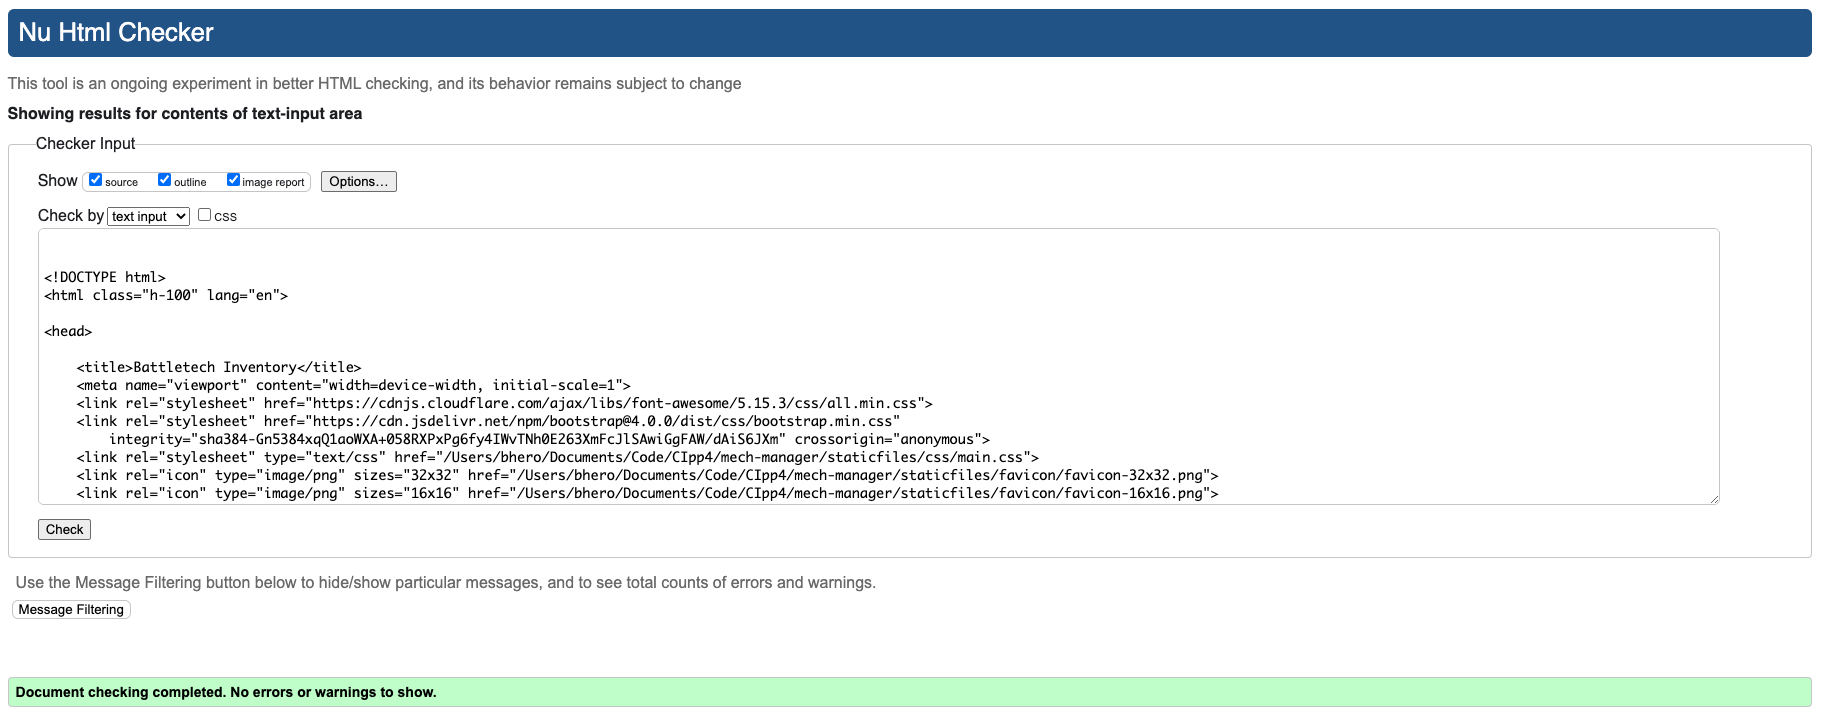 Nu Html Checker
This tool is an ongoing experiment in better HTML checking, and its behavior remains subject to change
Showing results for contents of text-input area
Checker Input
Show source outline image report Options...
Check by text input CSS
<!DOCTYPE html>
<html class="h-100" lang="en">
<head>
<title>Battletech Inventory</title>
<meta name="viewport" content="width=device-width, initial-scale=1">
<link rel="stylesheet" href="https://cdnjs.cloudflare.com/ajax/libs/font-awesome/5.15.3/css/all.min.css">
<link rel="stylesheet" href="https://cdn.jsdelivr.net/npm/bootstrap@4.0.0/dist/css/bootstrap.min.css"
integrity="sha384-Gn5384xqQ1aoWXA+058RXPxPg6fy4IWvTNh0E263XmFcJlSAwiGgFAW/dAiS6JXm" crossorigin="anonymous">
<link rel="stylesheet" type="text/css" href="/Users/bhero/Documents/Code/CIpp4/mech-manager/staticfiles/css/main.css">
<link rel="icon" type="image/png" sizes="32x32" href="/Users/bhero/Documents/Code/CIpp4/mech-manager/staticfiles/favicon/favicon-32x32.png">
<link rel="icon" type="image/png" sizes="16x16" href="/Users/bhero/Documents/Code/CIpp4/mech-manager/staticfiles/favicon/favicon-16x16.png">
Check
Use the Message Filtering button below to hide/show particular messages, and to see total counts of errors and warnings.
Message Filtering
Document checking completed. No errors or warnings to show.